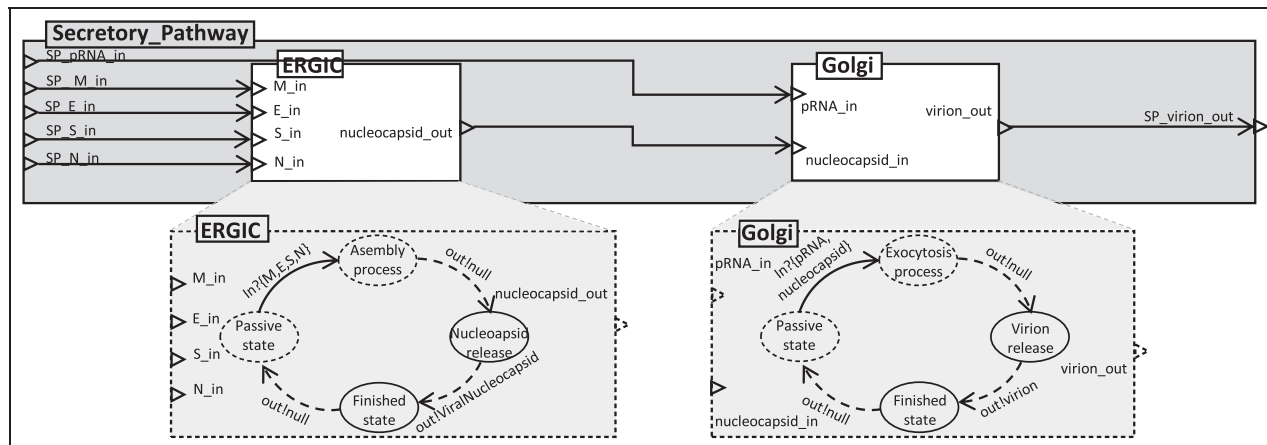 Secretory_Pathway
SP_pRNA_in
SP_ M_in
SP_E_in
SP_S_in
SP_N_in
ERGIC
M_in
E_in
S_in
N_in
nucleocapsid_out
Golgi
pRNA_in
nucleocapsid_in
virion_out
SP_virion_out
ERGIC
M_in
E_in
S_in
N_in
In?{M,E,S,N}
Asembly
process
out!null
nucleocapsid_out
Passive
state
Nucleoapsid
release
out!ViralNucleocapsid
Finished
state
out!null
Golgi
pRNA_in
nucleocapsid_in
In?{pRNA,
nucleocapsid}
Exocytosis
process
out!null
Passive
state
Virion
release
virion_out
out!virion
Finished
state
out!null